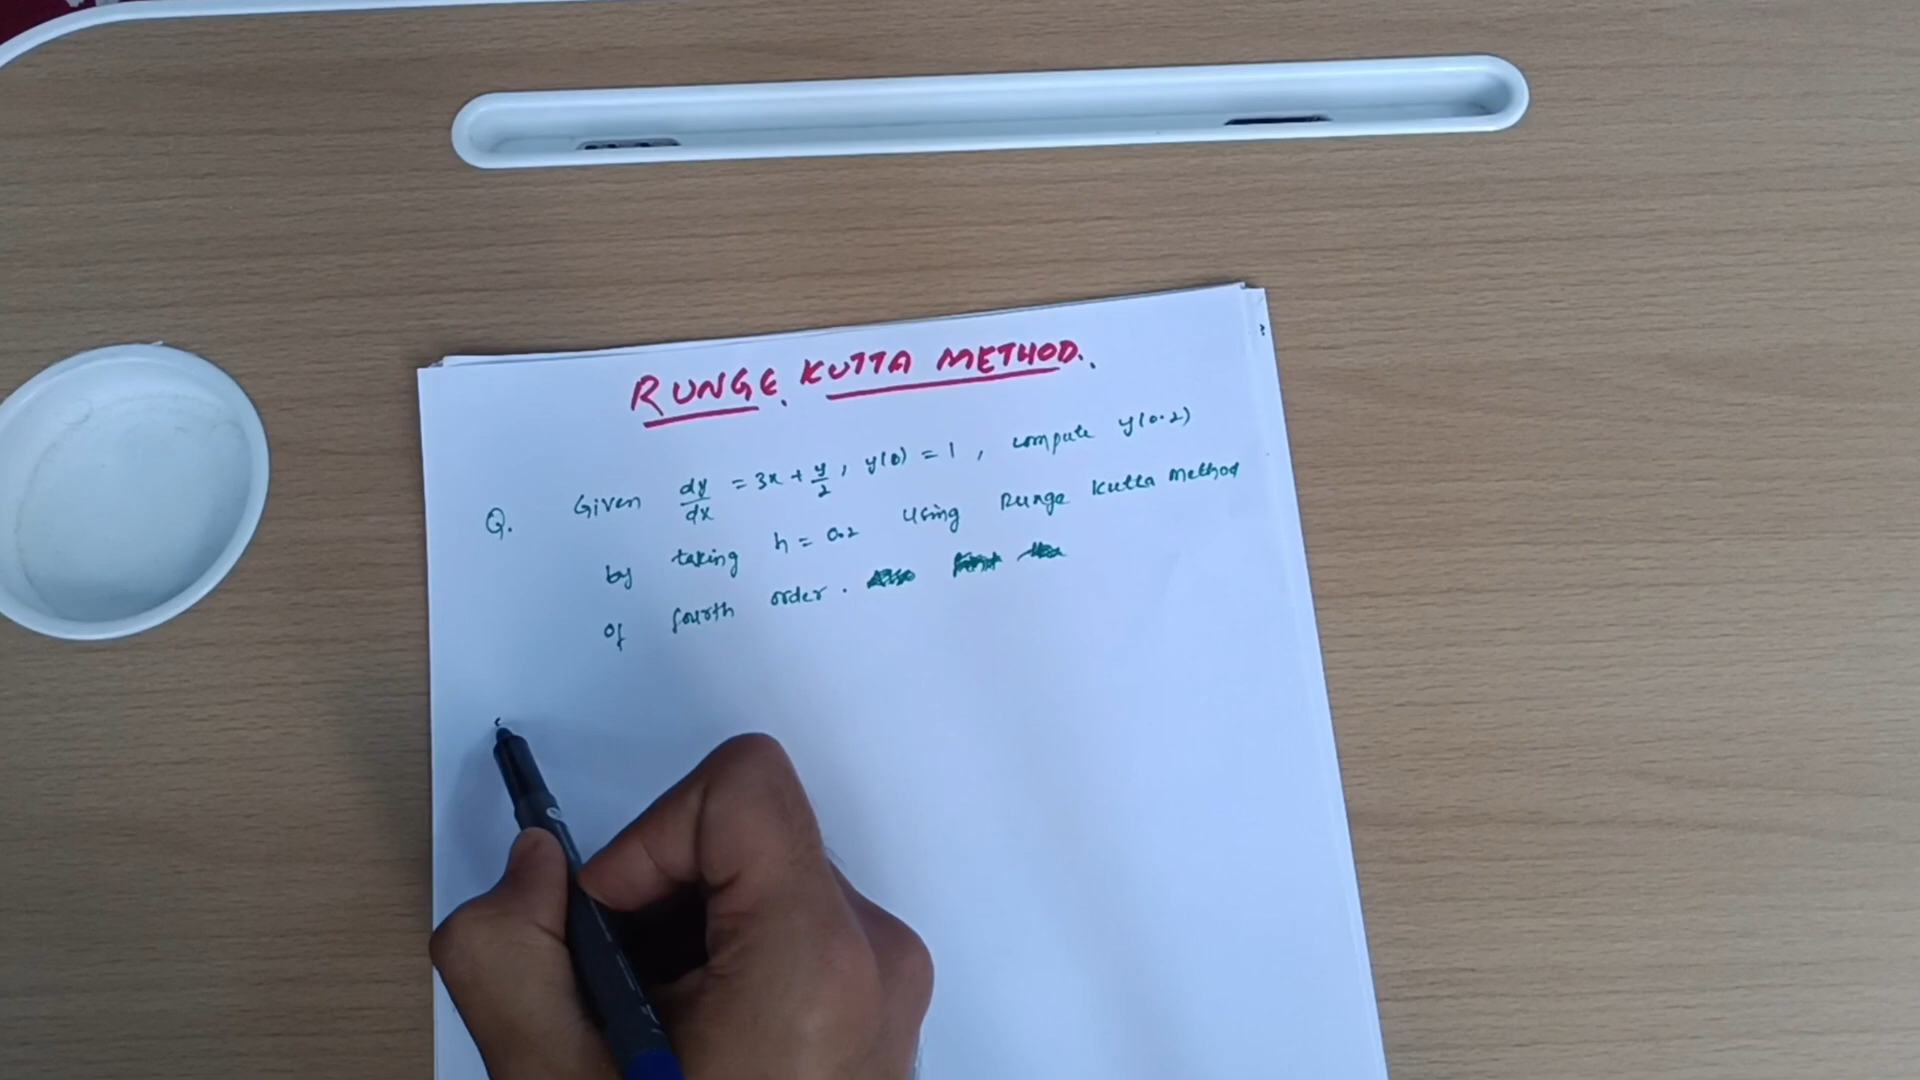 RUNGE KUTTA METHOD.
Q. Given dy/dx = 3x + y/2, y(0) = 1, compute y(0.2)
by taking h = 0.2 using Runge Kutta Method
of fourth order.